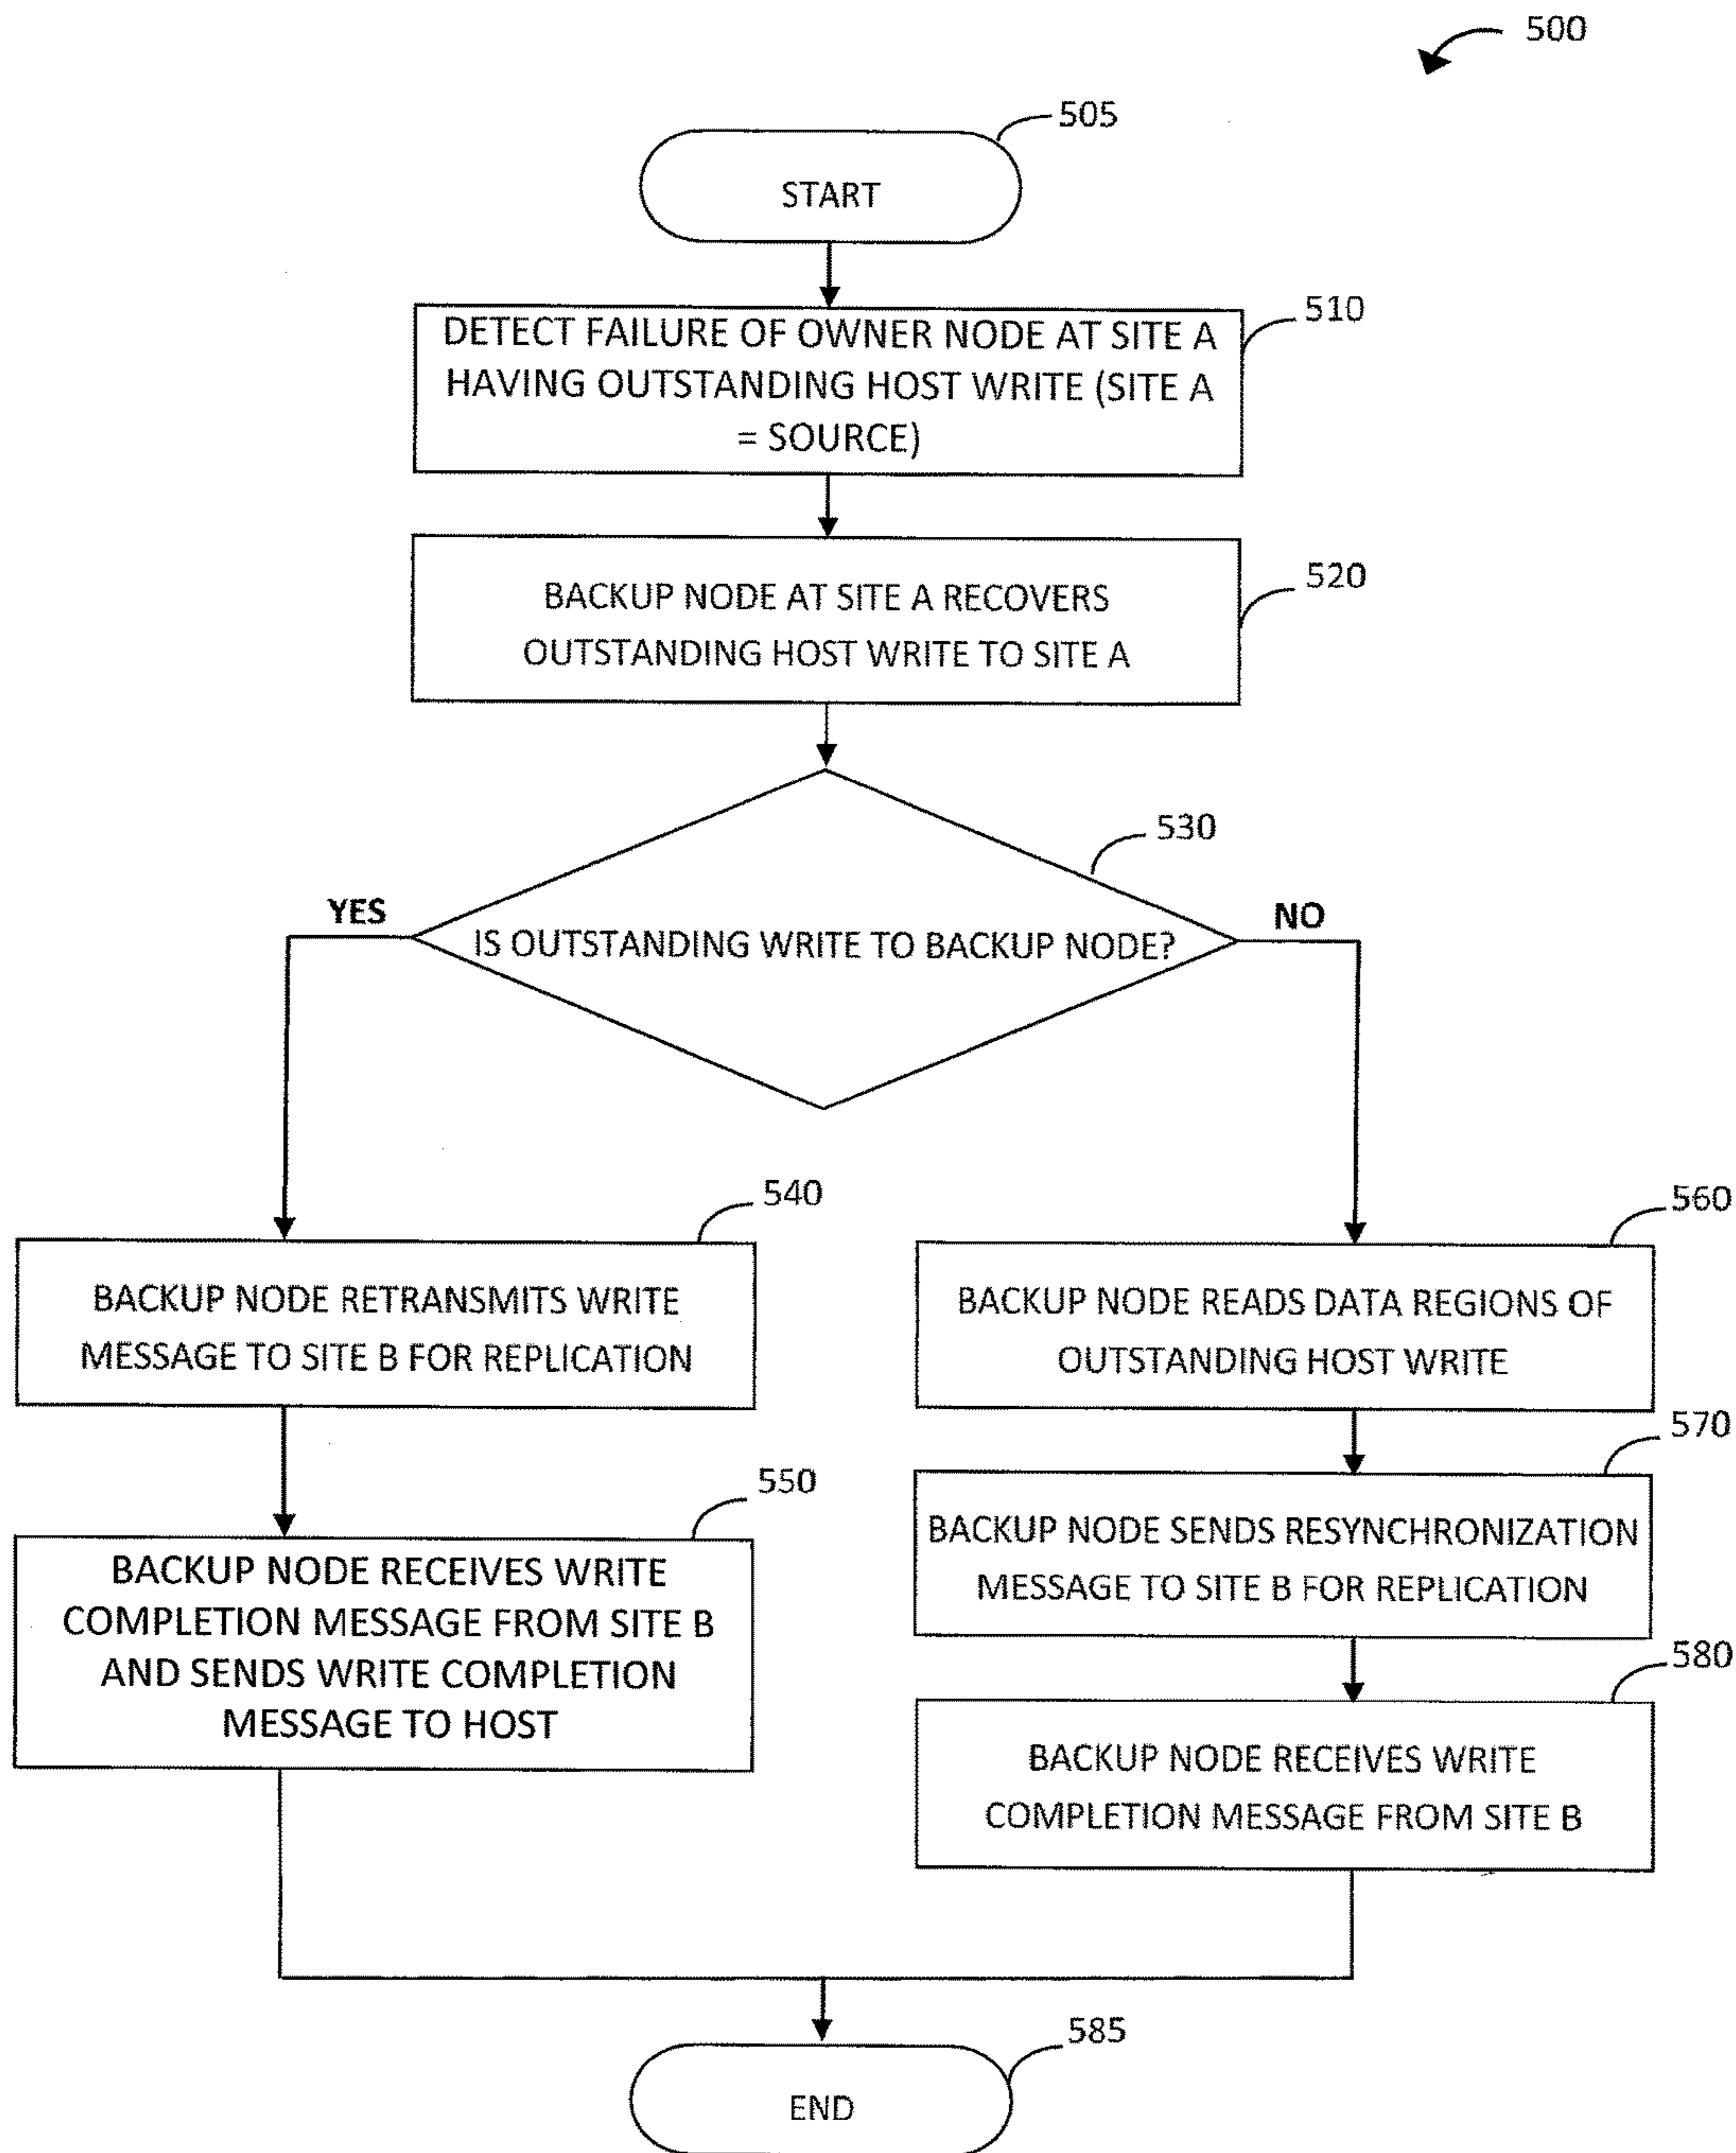 500
505
START
510
DETECT FAILURE OF OWNER NODE AT SITE A
HAVING OUTSTANDING HOST WRITE (SITE A
= SOURCE)
520
BACKUP NODE AT SITE A RECOVERS
OUTSTANDING HOST WRITE TO SITE A
530
YES
IS OUTSTANDING WRITE TO BACKUP NODE?
NO
540
BACKUP NODE RETRANSMITS WRITE
MESSAGE TO SITE B FOR REPLICATION
550
BACKUP NODE RECEIVES WRITE
COMPLETION MESSAGE FROM SITE B
AND SENDS WRITE COMPLETION
MESSAGE TO HOST
560
BACKUP NODE READS DATA REGIONS OF
OUTSTANDING HOST WRITE
570
BACKUP NODE SENDS RESYNCHRONIZATION
MESSAGE TO SITE B FOR REPLICATION
580
BACKUP NODE RECEIVES WRITE
COMPLETION MESSAGE FROM SITE B
585
END